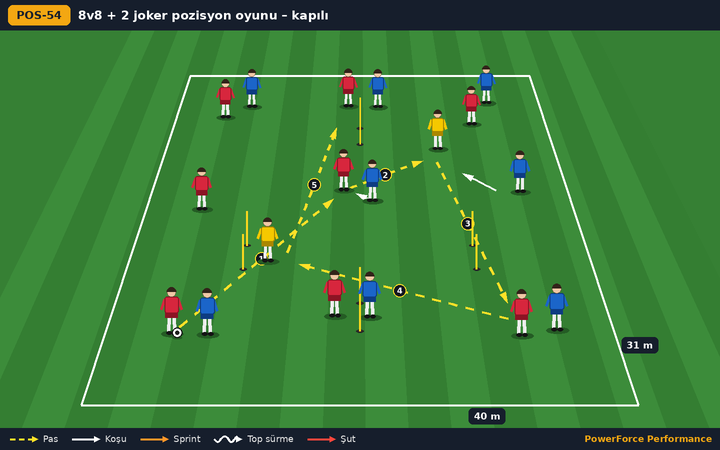 POS-54 8v8 + 2 joker pozisyon oyunu – kapılı
5
2
3
1
4
31 m
40 m
Pas Koşu Sprint Top sürme Şut PowerForce Performance